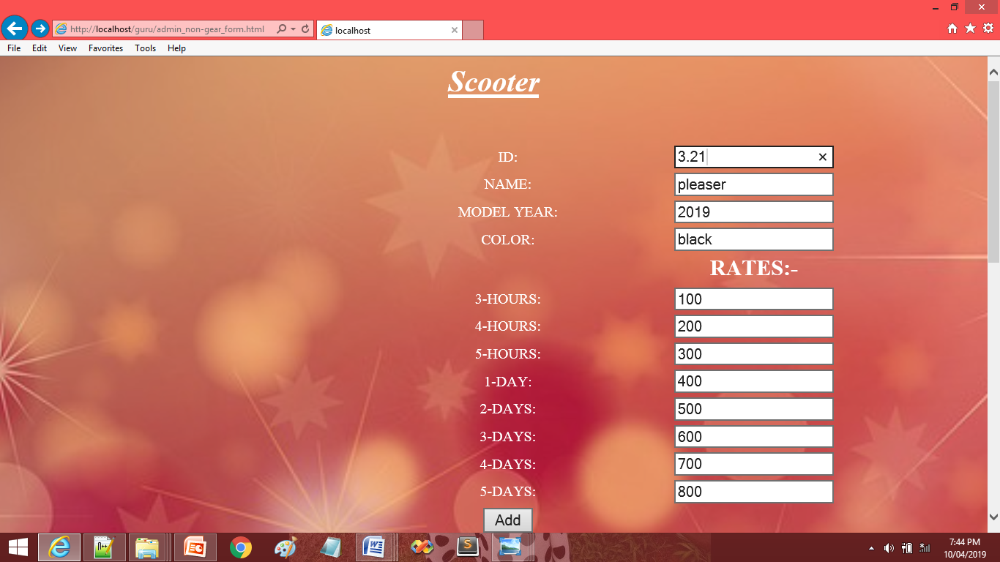 http://localhost/guru/admin_non-gear_form.html
localhost
File Edit View Favorites Tools Help
Scooter
ID: 3.21
NAME: pleaser
MODEL YEAR: 2019
COLOR: black
RATES:-
3-HOURS: 100
4-HOURS: 200
5-HOURS: 300
1-DAY: 400
2-DAYS: 500
3-DAYS: 600
4-DAYS: 700
5-DAYS: 800
Add
7:44 PM
10/04/2019